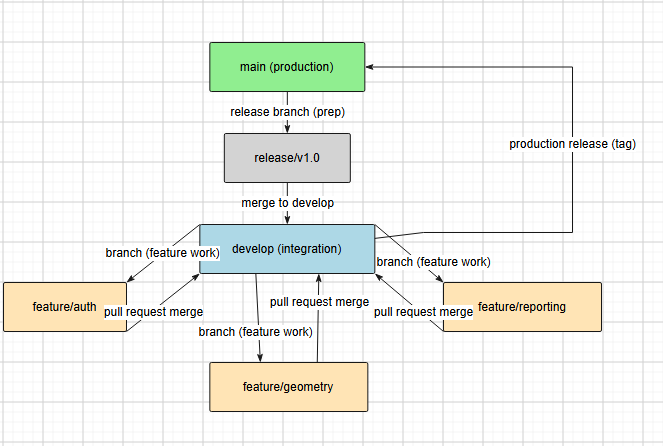 main (production)
release branch (prep)
production release (tag)
release/v1.0
merge to develop
develop (integration)
branch (feature work)
branch (feature work)
feature/auth
pull request merge
pull request merge
pull request merge
feature/reporting
branch (feature work)
feature/geometry